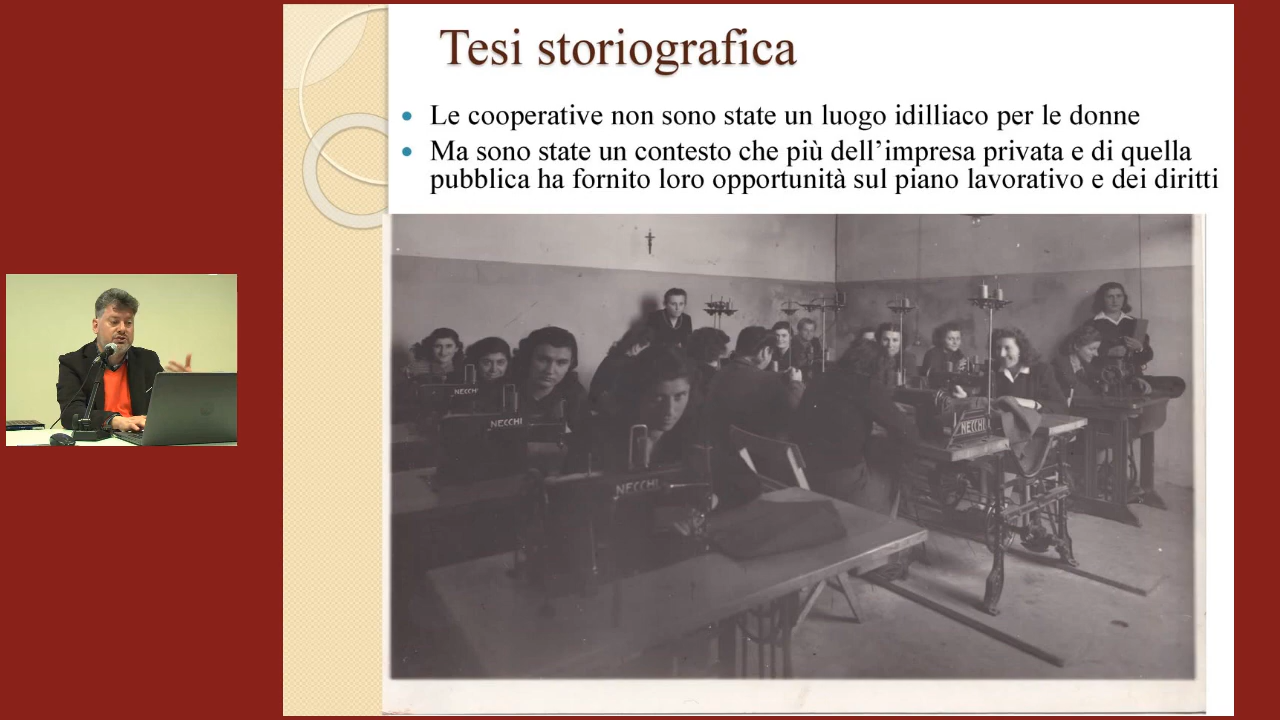 Tesi storiografica
Le cooperative non sono state un luogo idilliaco per le donne
Ma sono state un contesto che più dell’impresa privata e di quella
pubblica ha fornito loro opportunità sul piano lavorativo e dei diritti
NECCHI
NECCHI
NECCHI
NECCHI